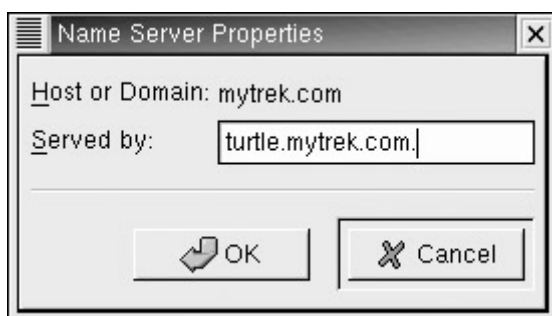 Name Server Properties
Host or Domain: mytrek.com
Served by: turtle.mytrek.com.
OK Cancel